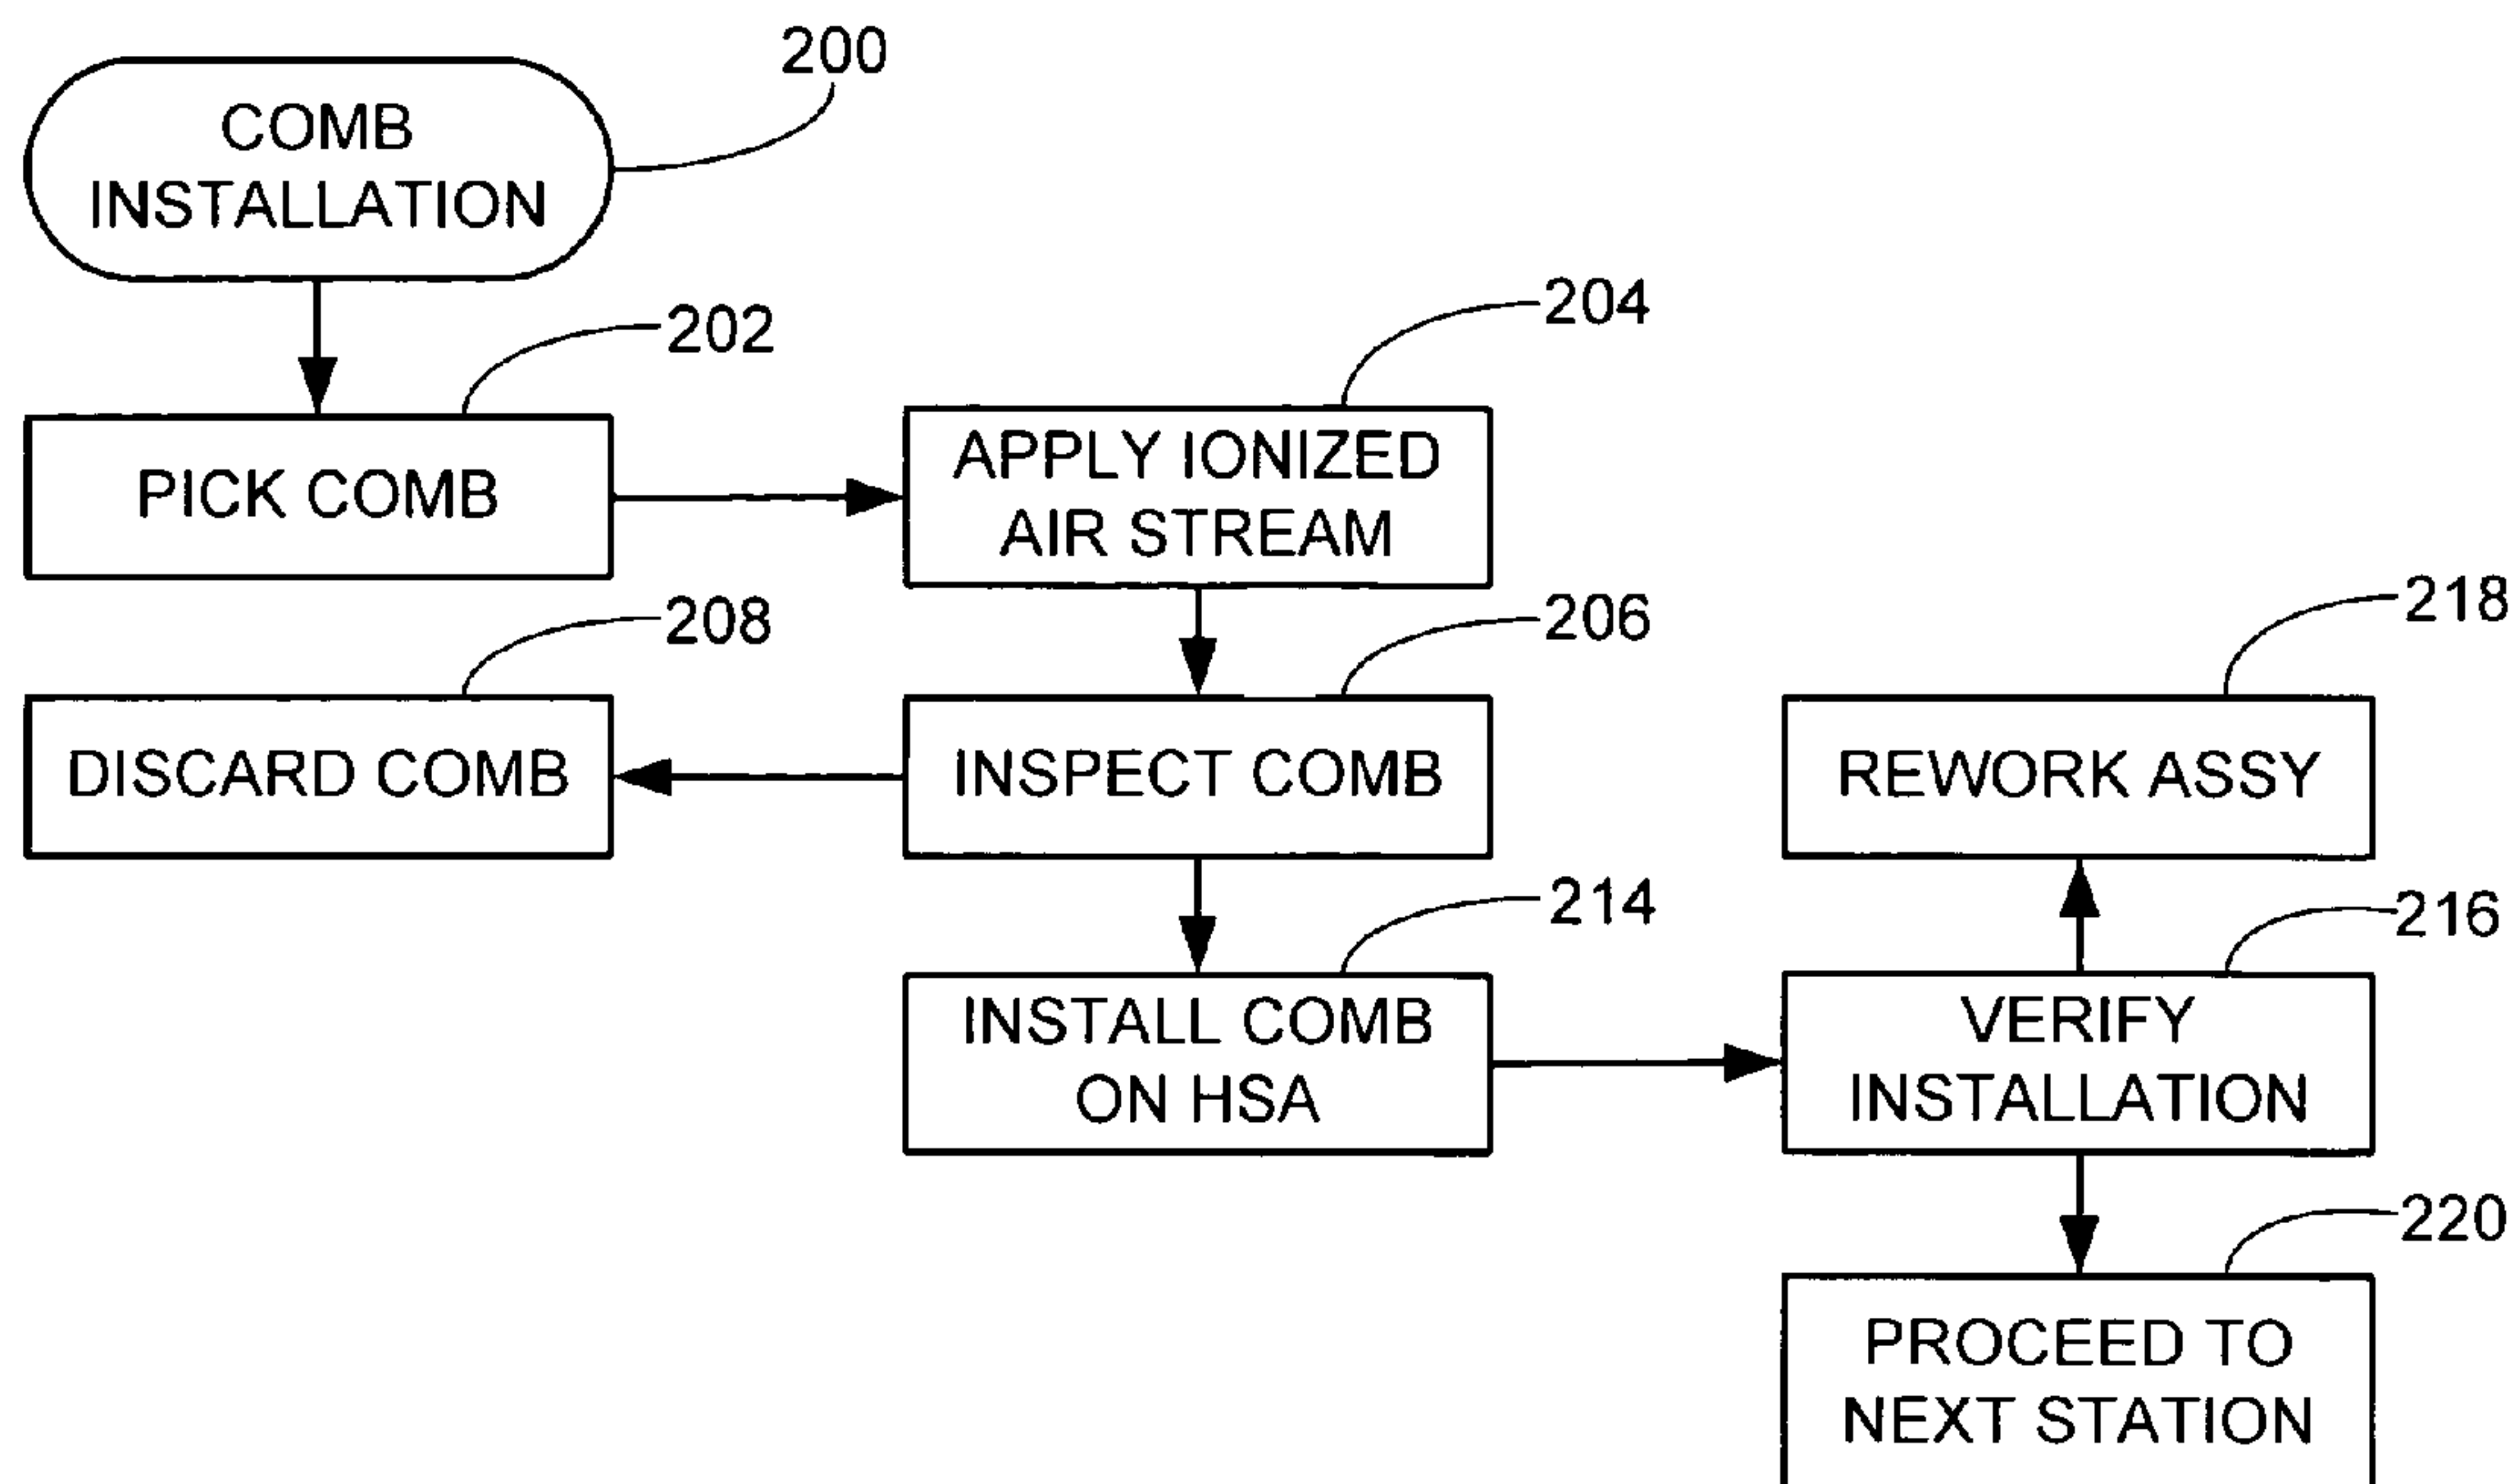 200
COMB
INSTALLATION
202
PICK COMB
204
APPLY IONIZED
AIR STREAM
208
DISCARD COMB
206
INSPECT COMB
218
REWORK ASSY
214
INSTALL COMB
ON HSA
216
VERIFY
INSTALLATION
220
PROCEED TO
NEXT STATION